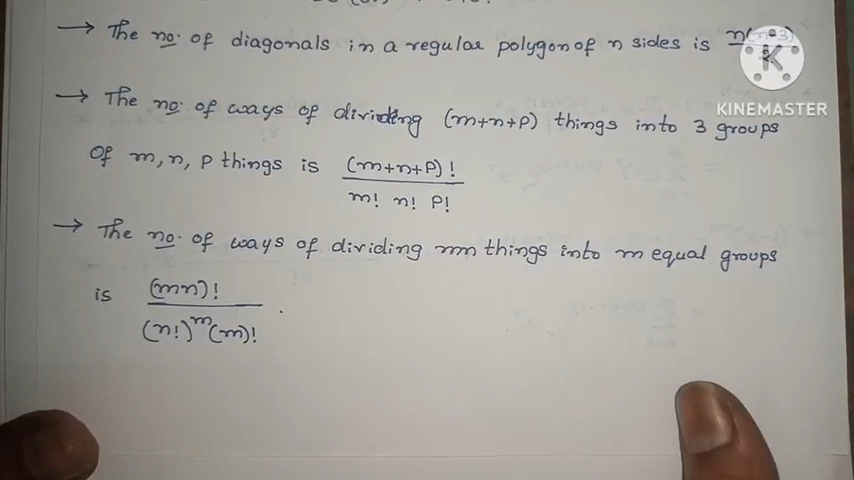 → The no. of diagonals in a regular polygon of n sides is n(n-3)
→ The no. of ways of dividing (m+n+p) things into 3 groups
of m, n, p things is (m+n+p)! / m! n! p!
→ The no. of ways of dividing mn things into m equal groups
is (mn)! / (n!)^m (m)! .
KINEMASTER